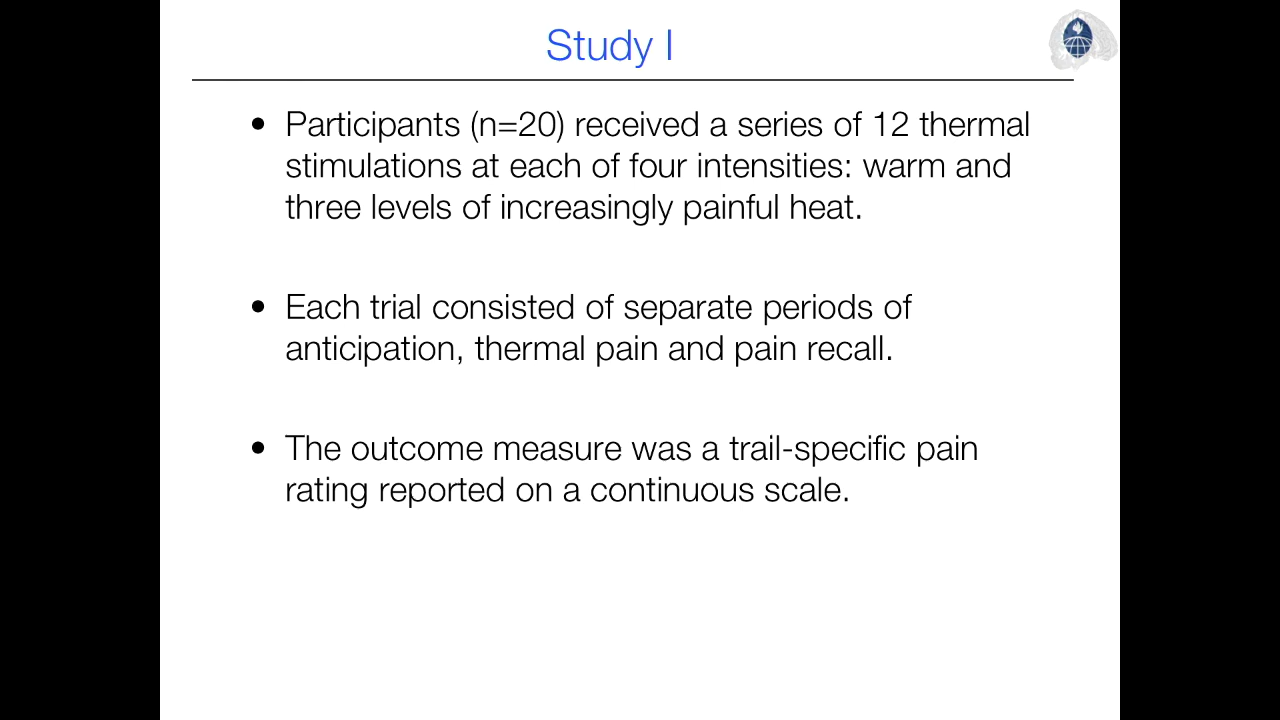 Study I
• Participants (n=20) received a series of 12 thermal
stimulations at each of four intensities: warm and
three levels of increasingly painful heat.
• Each trial consisted of separate periods of
anticipation, thermal pain and pain recall.
• The outcome measure was a trail-specific pain
rating reported on a continuous scale.